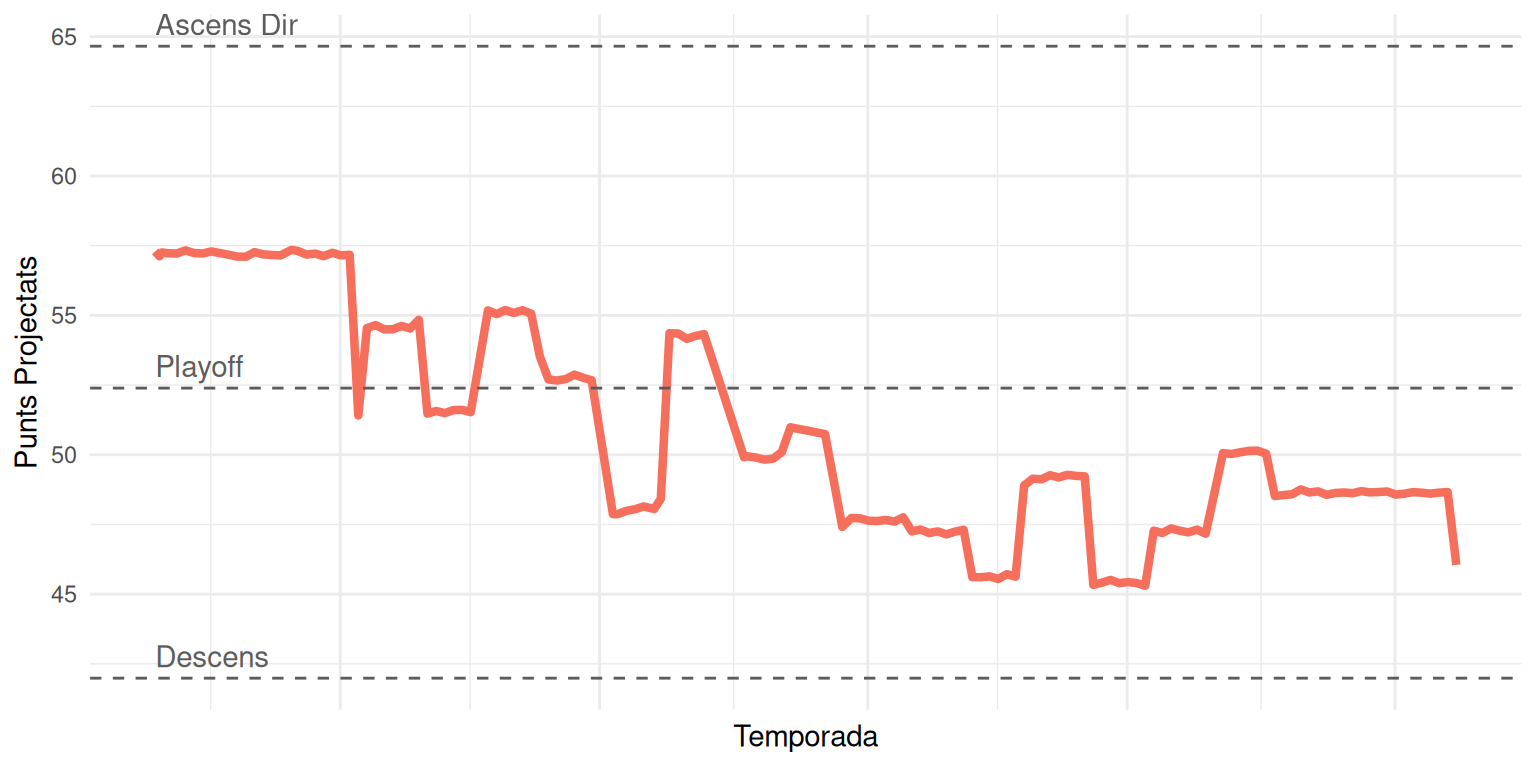 Ascens Dir
65
60
55
Playoff
50
45
Descens
Punts Projectats
Temporada